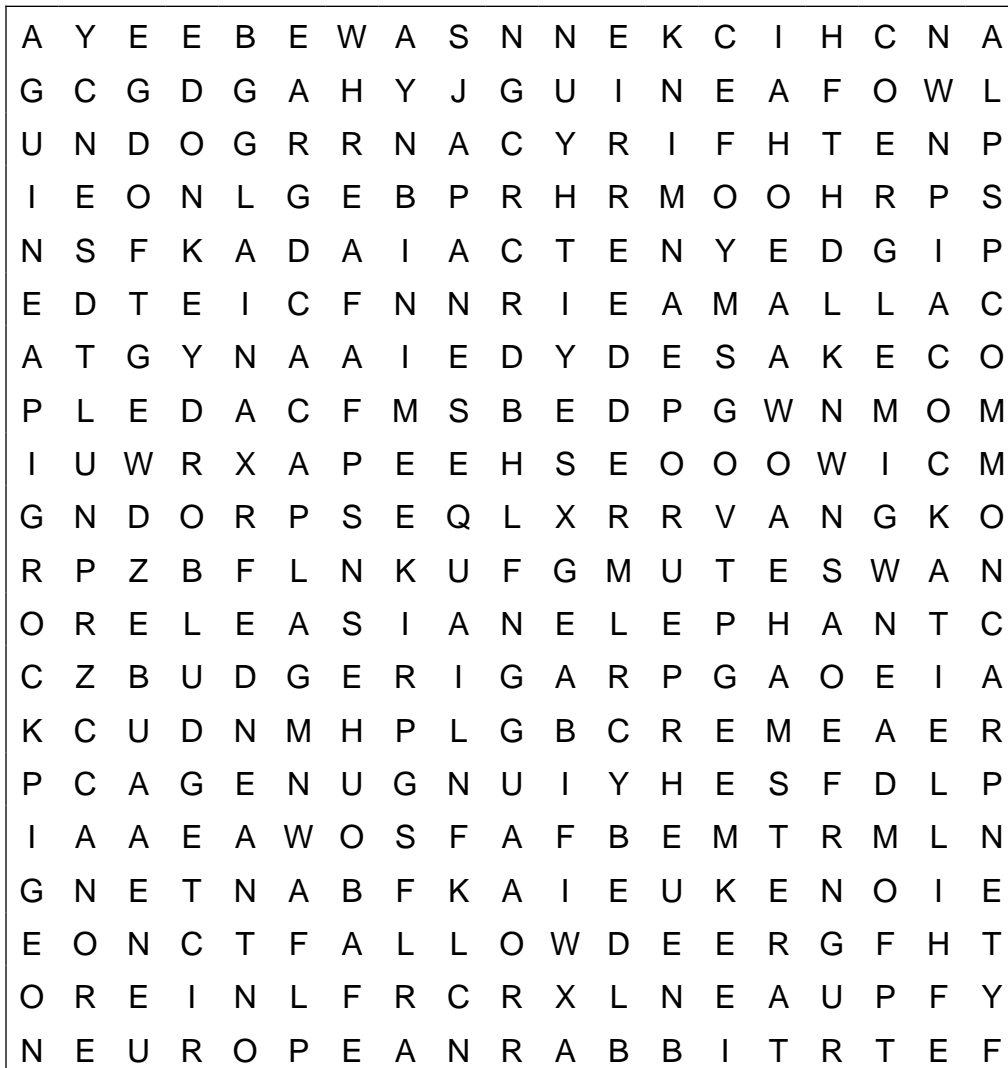 A Y E E B E W A S N N E K C I H C N A
G C G D G A H Y J G U I N E A F O W L
U N D O G R R N A C Y R I F H T E N P
I E O N L G E B P R H R M O O H R P S
N S F K A D A I A C T E N Y E D G I P
E D T E I C F N N R I E A M A L L A C
A T G Y N A A I E D Y D E S A K E C O
P L E D A C F M S B E D P G W N M O M
I U W R X A P E E H S E O O O W I C M
G N D O R P S E Q L X R R V A N G K O
R P Z B F L N K U F G M U T E S W A N
O R E L E A S I A N E L E P H A N T C
C Z B U D G E R I G A R P G A O E I A
K C U D N M H P L G B C R E M E A E R
P C A G E N U G N U I Y H E S F D L P
I A A E A W O S F A F B E M T R M L N
G N E T N A B F K A I E U K E N O I E
E O N C T F A L L O W D E E R G F H T
O R E I N L F R C R X L N E A U P F Y
N E U R O P E A N R A B B I T R T E F